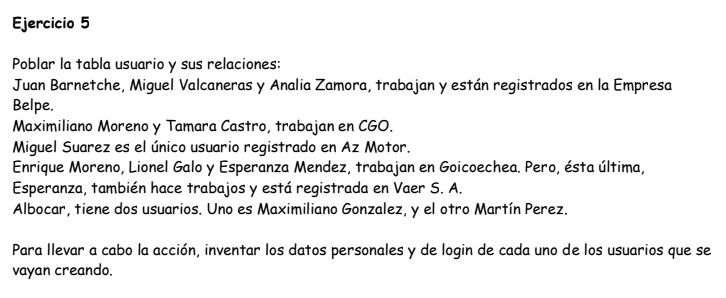 Ejercicio 5
Poblar la tabla usuario y sus relaciones:
Juan Barnetche, Miguel Valcaneras y Analia Zamora, trabajan y están registrados en la Empresa
Belpe.
Maximiliano Moreno y Tamara Castro, trabajan en CGO.
Miguel Suarez es el único usuario registrado en Az Motor.
Enrique Moreno, Lionel Galo y Esperanza Mendez, trabajan en Goicoechea. Pero, ésta última,
Esperanza, también hace trabajos y está registrada en Vaer S. A.
Albocar, tiene dos usuarios. Uno es Maximiliano Gonzalez, y el otro Martín Perez.
Para llevar a cabo la acción, inventar los datos personales y de login de cada uno de los usuarios que se
vayan creando.